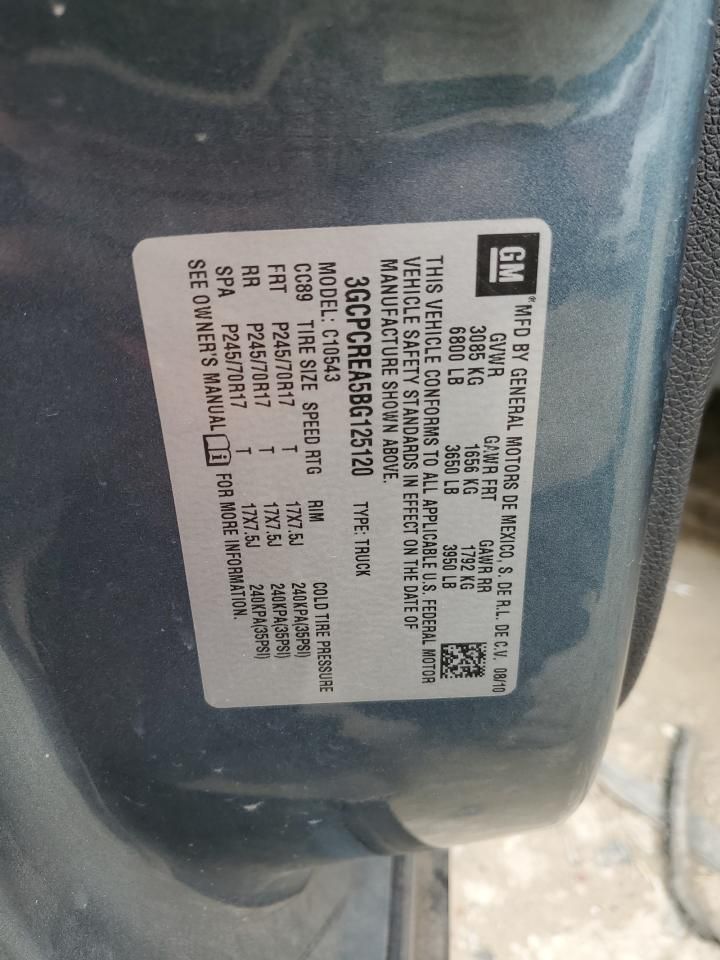 GM
® MFD BY GENERAL MOTORS DE MEXICO, S. DE R.L. DE C.V. 08/10
GVWR GAWR FRT GAWR RR
3085 KG 1656 KG 1792 KG
6800 LB 3650 LB 3950 LB
THIS VEHICLE CONFORMS TO ALL APPLICABLE U.S. FEDERAL MOTOR
VEHICLE SAFETY STANDARDS IN EFFECT ON THE DATE OF
MANUFACTURE SHOWN ABOVE.
3GCPCREA5BG125120 TYPE: TRUCK
MODEL: C10543
CC89 TIRE SIZE SPEED RTG RIM COLD TIRE PRESSURE
FRT P245/70R17 T 17X7.5J 240KPA(35PSI)
RR P245/70R17 T 17X7.5J 240KPA(35PSI)
SPA P245/70R17 T 17X7.5J 240KPA(35PSI)
SEE OWNER'S MANUAL i FOR MORE INFORMATION.